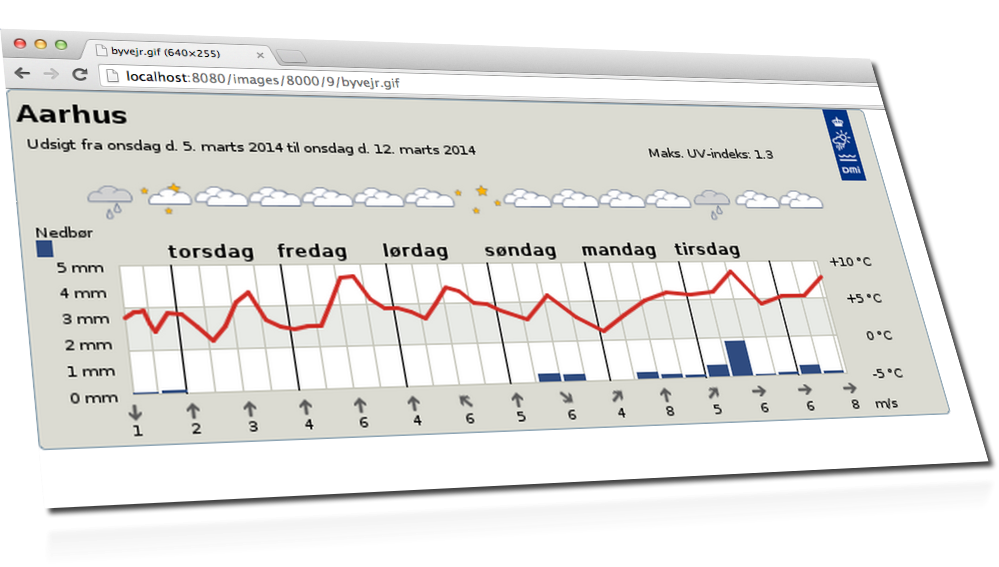 byvejr.gif (640×255)
localhost:8080/images/8000/9/byvejr.gif
Aarhus
Udsigt fra onsdag d. 5. marts 2014 til onsdag d. 12. marts 2014
Maks. UV-indeks: 1.3
DMI
Nedbør
torsdag fredag lørdag søndag mandag tirsdag
5 mm
4 mm
3 mm
2 mm
1 mm
0 mm
+10°C
+5°C
0°C
-5°C
1 2 3 4 6 4 6 5 6 4 8 5 6 6 8 m/s